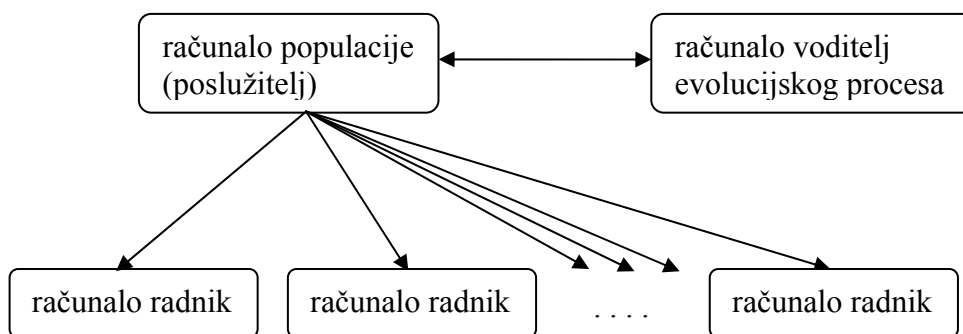 računalo populacije
(poslužitelj)
računalo voditelj
evolucijskog procesa
računalo radnik
računalo radnik
. . . .
računalo radnik